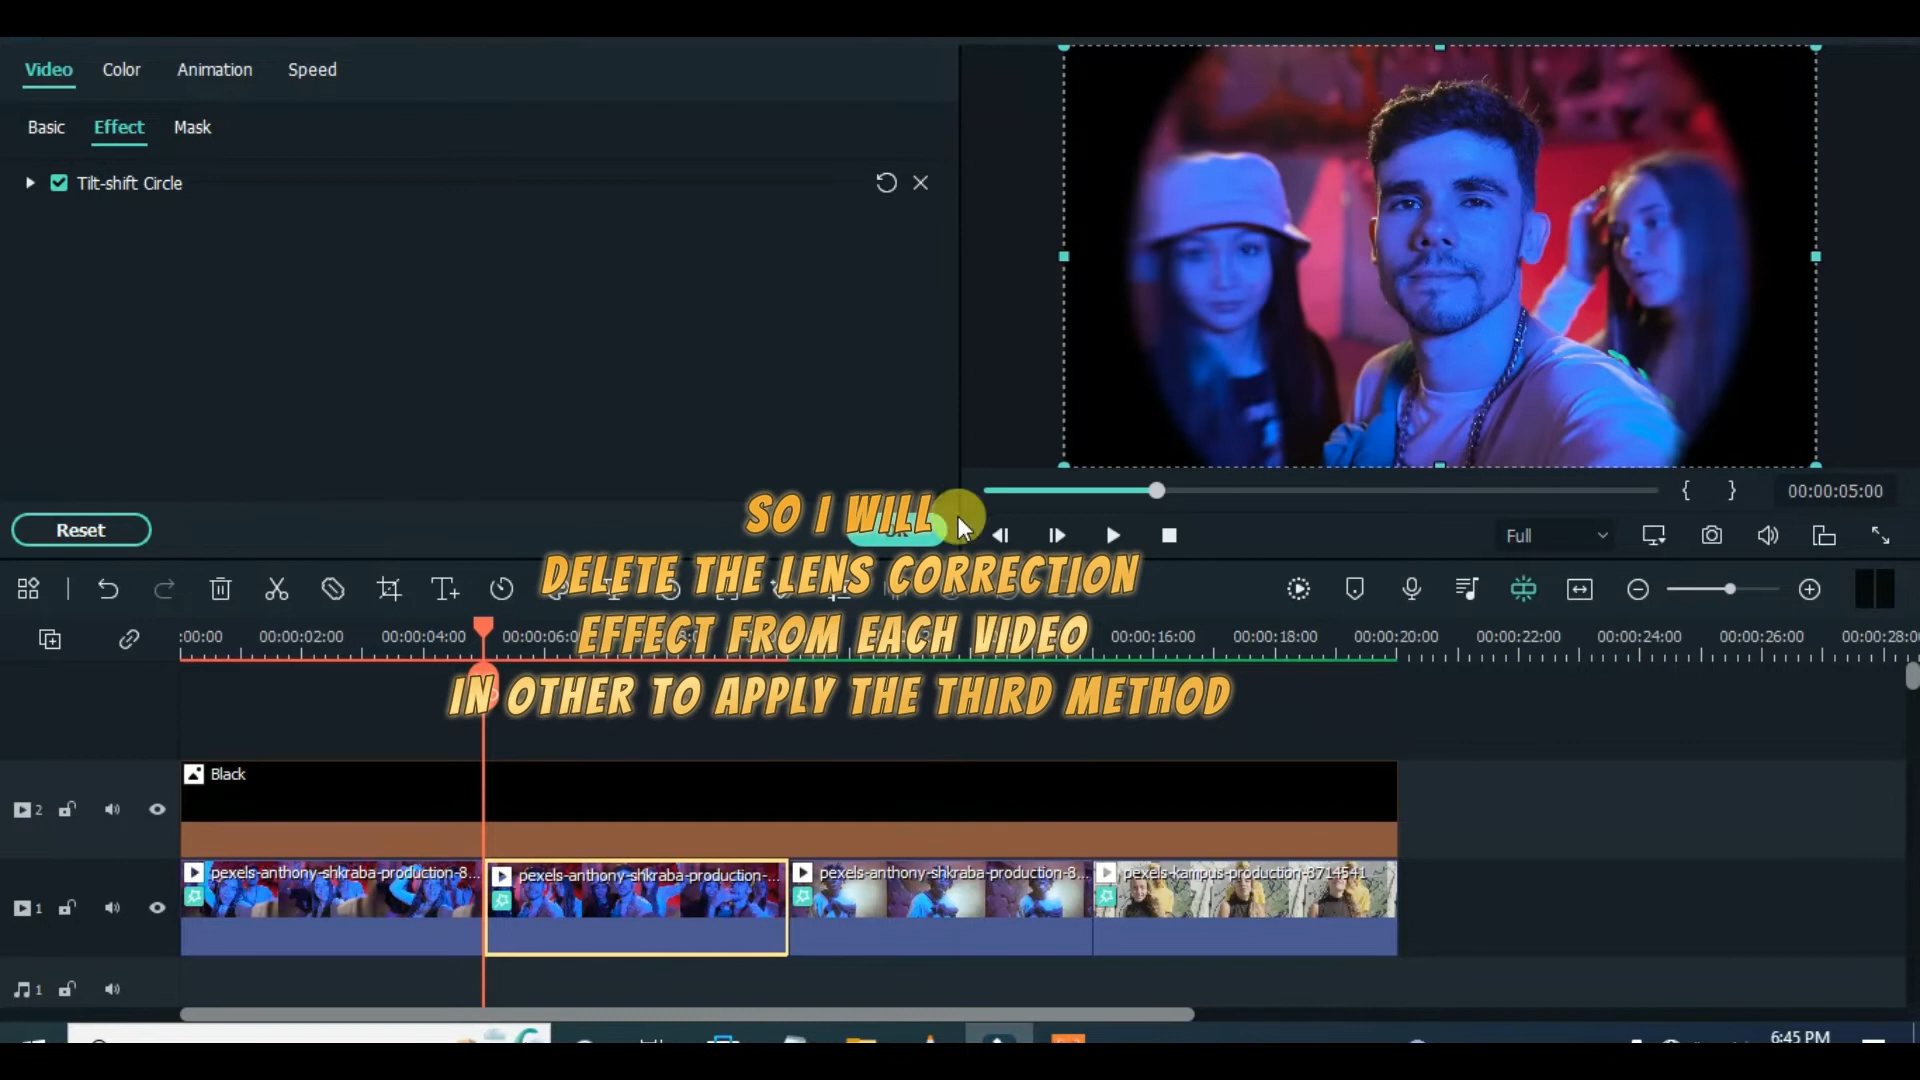 Video Color Animation Speed
Basic Effect Mask
Tilt-shift Circle
Reset
00:00:05:00
Full
SO I WILL
DELETE THE LENS CORRECTION
EFFECT FROM EACH VIDEO
IN OTHER TO APPLY THE THIRD METHOD
:00:00 00:00:02:00 00:00:04:00 00:00:06:0 00:00:16:00 00:00:18:00 00:00:20:00 00:00:22:00 00:00:24:00 00:00:26:00 00:00:28:0
Black
2
pexels-anthony-shkraba-production-8... pexels-anthony-shkraba-production-... pexels-anthony-shkraba-production-8... pexels-kampus-production-8714541
1
1
6:45 PM